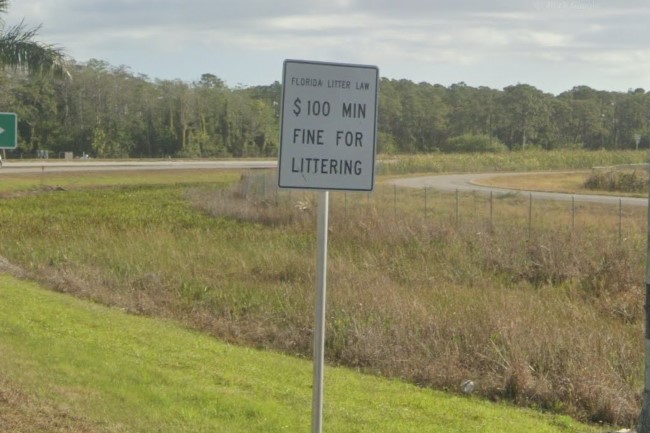 FLORIDA LITTER LAW
$100 MIN
FINE FOR
LITTERING